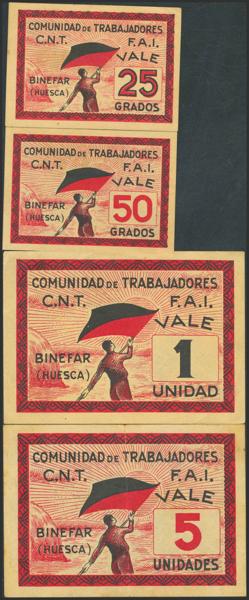 COMUNIDAD DE TRABAJADORES
C.N.T. F.A.I.
VALE
BINEFAR 25
(HUESCA) GRADOS
COMUNIDAD DE TRABAJADORES
C.N.T. F.A.I.
VALE
BINEFAR 50
(HUESCA) GRADOS
COMUNIDAD DE TRABAJADORES
C.N.T. F.A.I.
VALE
BINEFAR 1
(HUESCA) UNIDAD
COMUNIDAD DE TRABAJADORES
C.N.T. F.A.I.
VALE
BINEFAR 5
(HUESCA) UNIDADES